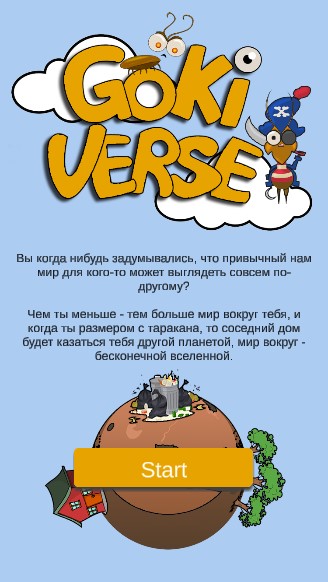 GOKI
VERSE
Вы когда нибудь задумывались, что привычный нам
мир для кого-то может выглядеть совсем по-
другому?
Чем ты меньше - тем больше мир вокруг тебя, и
когда ты размером с таракана, то соседний дом
будет казаться тебя другой планетой, мир вокруг -
бесконечной вселенной.
Start